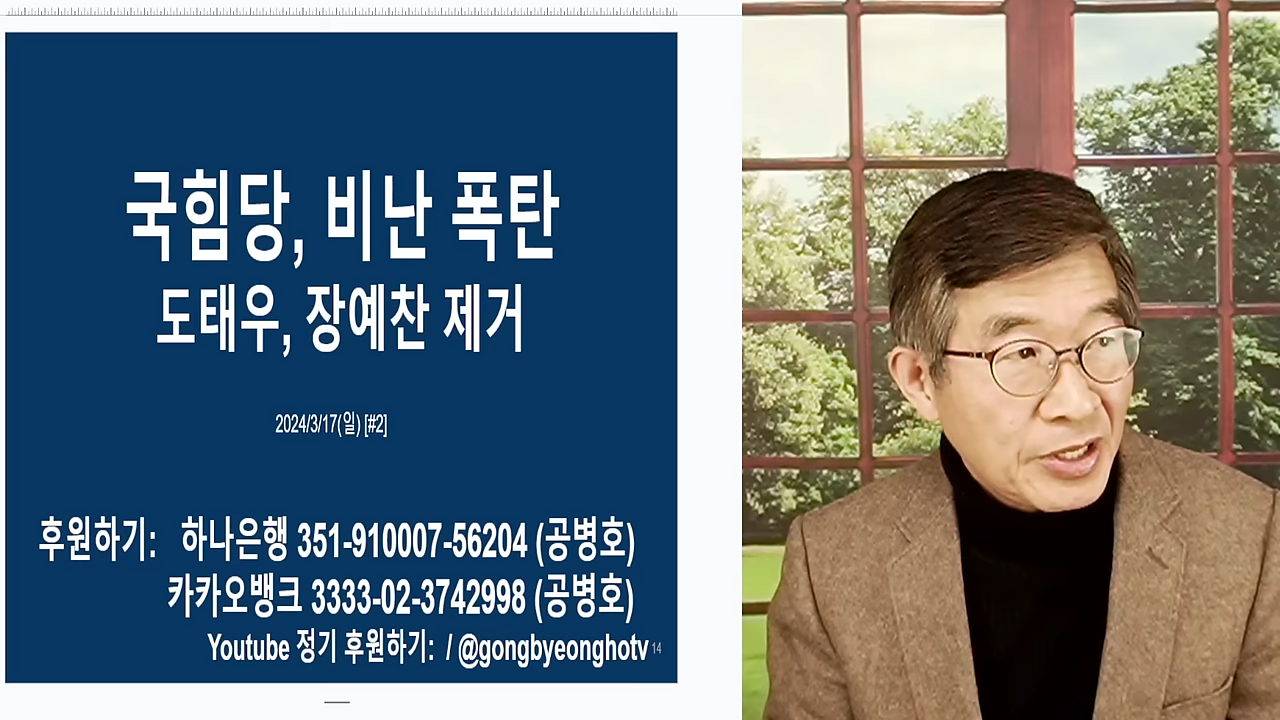 국힘당, 비난 폭탄
도태우, 장예찬 제거
2024/3/17(일) [#2]
후원하기: 하나은행 351-910007-56204 (공병호)
카카오뱅크 3333-02-3742998 (공병호)
Youtube 정기 후원하기: / @gongbyeonghotv
14